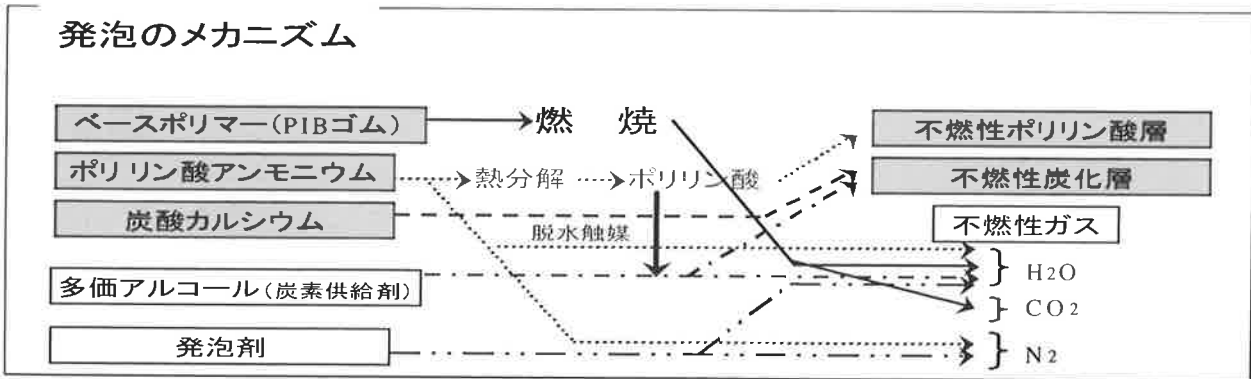 発泡のメカニズム
ベースポリマー(PIBゴム)
燃 焼
不燃性ポリリン酸層
ポリリン酸アンモニウム
熱分解
ポリリン酸
不燃性炭化層
炭酸カルシウム
不燃性ガス
脱水触媒
H2O
多価アルコール(炭素供給剤)
CO2
発泡剤
N2